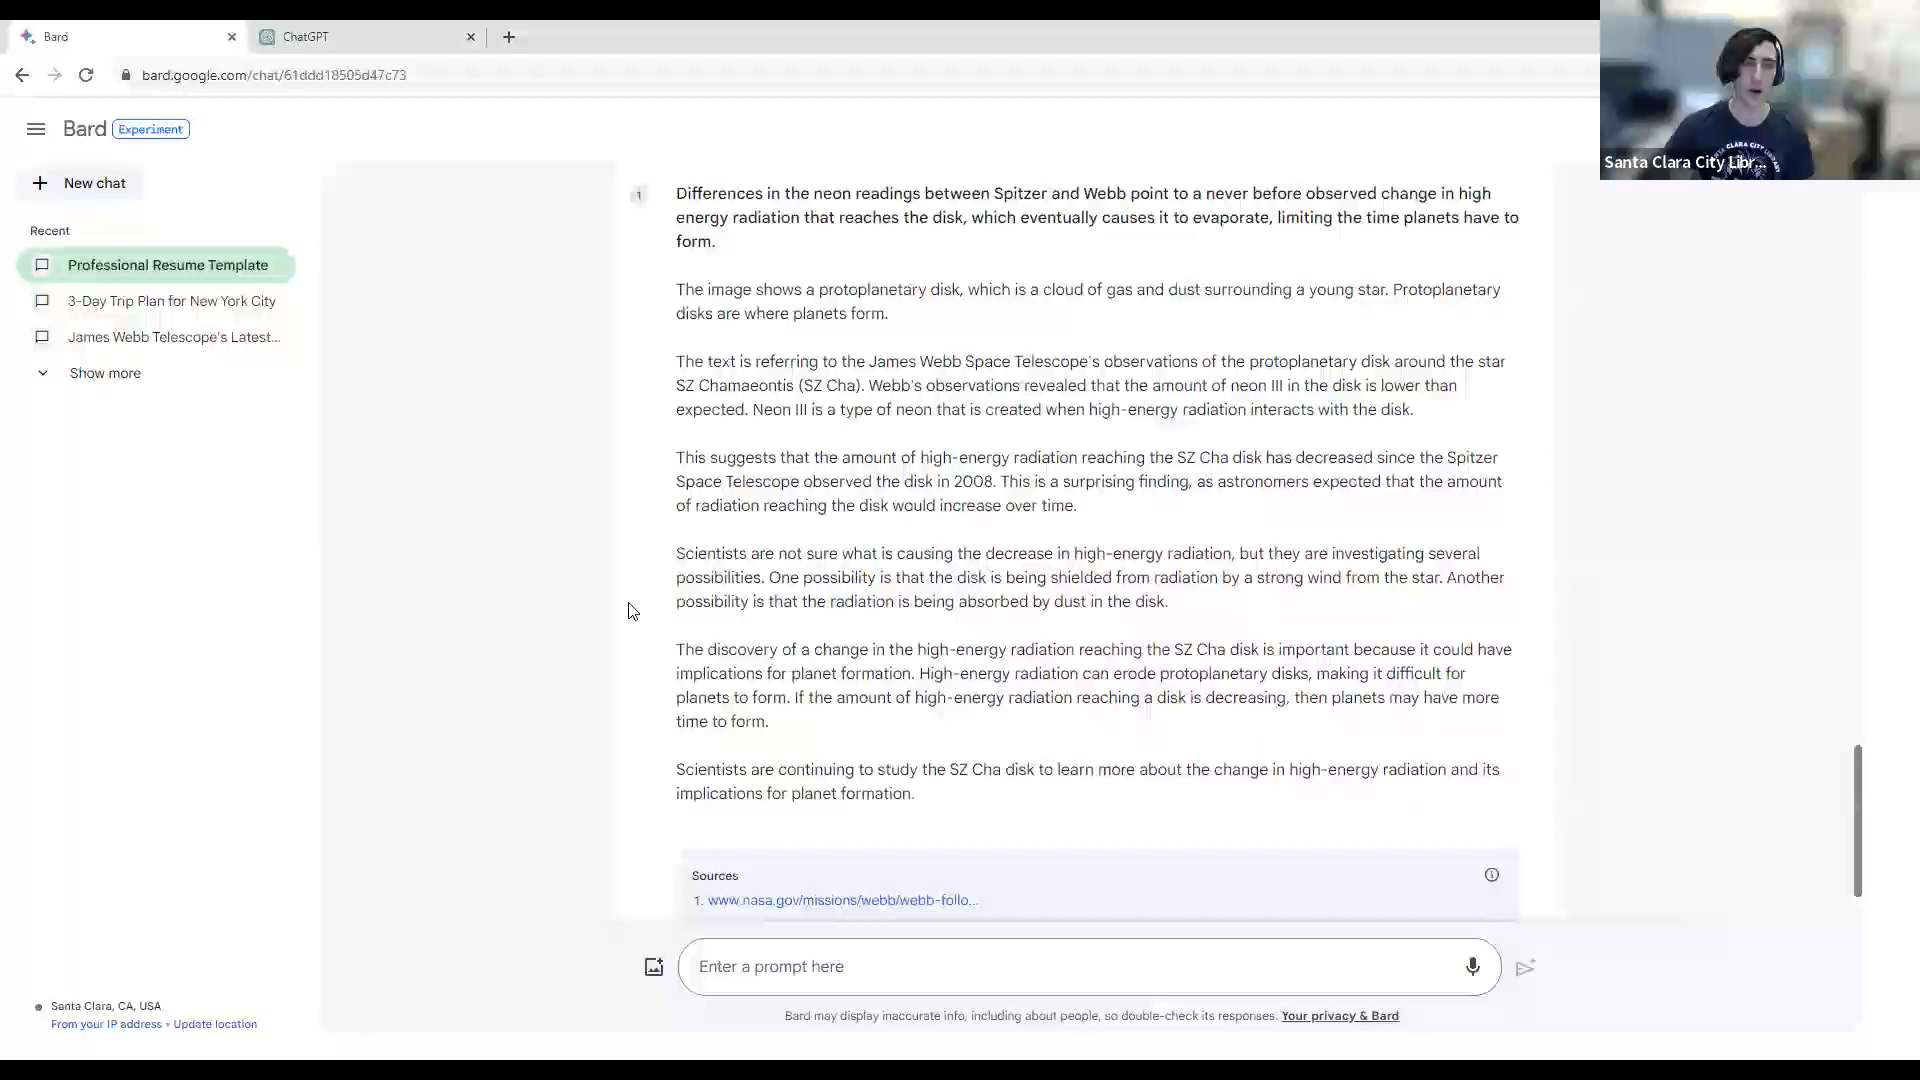 Bard
ChatGPT
bard.google.com/chat/61ddd18505d47c73
Bard Experiment
New chat
Recent
Professional Resume Template
3-Day Trip Plan for New York City
James Webb Telescope's Latest...
Show more
Santa Clara City Libr...
1
Differences in the neon readings between Spitzer and Webb point to a never before observed change in high
energy radiation that reaches the disk, which eventually causes it to evaporate, limiting the time planets have to
form.
The image shows a protoplanetary disk, which is a cloud of gas and dust surrounding a young star. Protoplanetary
disks are where planets form.
The text is referring to the James Webb Space Telescope's observations of the protoplanetary disk around the star
SZ Chamaeontis (SZ Cha). Webb's observations revealed that the amount of neon III in the disk is lower than
expected. Neon III is a type of neon that is created when high-energy radiation interacts with the disk.
This suggests that the amount of high-energy radiation reaching the SZ Cha disk has decreased since the Spitzer
Space Telescope observed the disk in 2008. This is a surprising finding, as astronomers expected that the amount
of radiation reaching the disk would increase over time.
Scientists are not sure what is causing the decrease in high-energy radiation, but they are investigating several
possibilities. One possibility is that the disk is being shielded from radiation by a strong wind from the star. Another
possibility is that the radiation is being absorbed by dust in the disk.
The discovery of a change in the high-energy radiation reaching the SZ Cha disk is important because it could have
implications for planet formation. High-energy radiation can erode protoplanetary disks, making it difficult for
planets to form. If the amount of high-energy radiation reaching a disk is decreasing, then planets may have more
time to form.
Scientists are continuing to study the SZ Cha disk to learn more about the change in high-energy radiation and its
implications for planet formation.
Sources
1. www.nasa.gov/missions/webb/webb-follo...
Enter a prompt here
Santa Clara, CA, USA
From your IP address • Update location
Bard may display inaccurate info, including about people, so double-check its responses. Your privacy & Bard